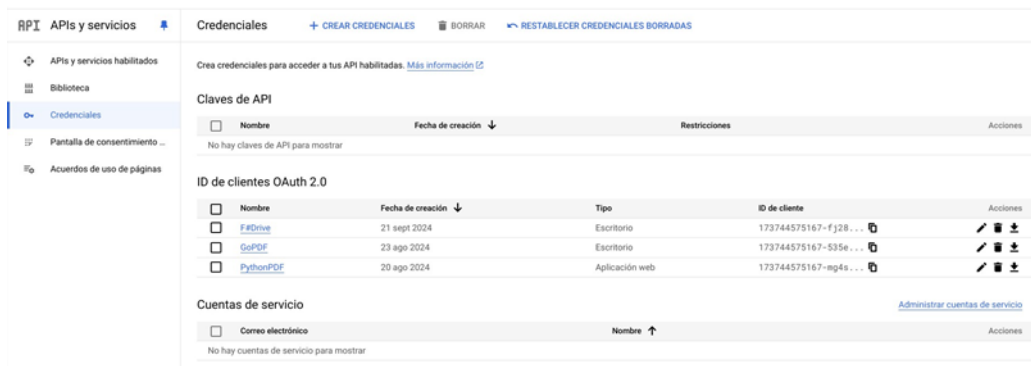 API APIs y servicios
APIs y servicios habilitados
Biblioteca
Credenciales
Pantalla de consentimiento ...
Acuerdos de uso de páginas
Credenciales + CREAR CREDENCIALES BORRAR RESTABLECER CREDENCIALES BORRADAS
Crea credenciales para acceder a tus API habilitadas. Más información
Claves de API
Nombre Fecha de creación Restricciones Acciones
No hay claves de API para mostrar
ID de clientes OAuth 2.0
Nombre Fecha de creación Tipo ID de cliente Acciones
F#Drive 21 sept 2024 Escritorio 173744575167-fj28...
GoPDF 23 ago 2024 Escritorio 173744575167-535e...
PythonPDF 20 ago 2024 Aplicación web 173744575167-mg4s...
Cuentas de servicio Administrar cuentas de servicio
Correo electrónico Nombre Acciones
No hay cuentas de servicio para mostrar